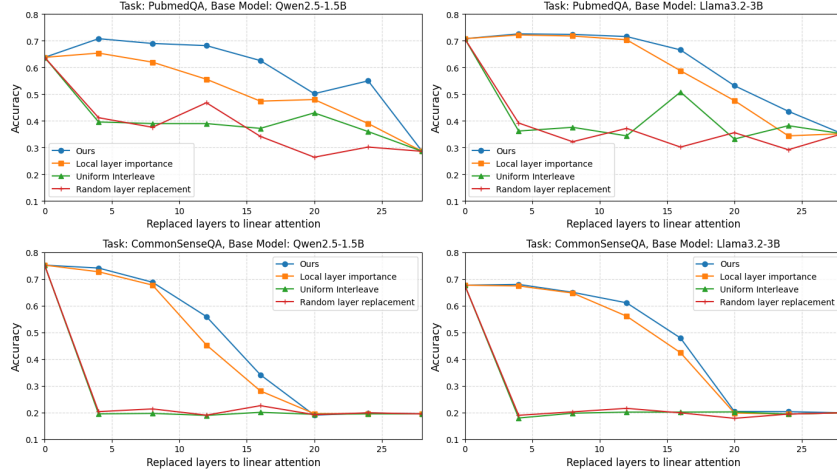 Task: PubmedQA, Base Model: Qwen2.5-1.5B
0.8
0.7
0.6
0.5
0.4
0.3
0.2
0.1
Accuracy
Ours
Local layer importance
Uniform Interleave
Random layer replacement
0 5 10 15 20 25
Replaced layers to linear attention
Task: PubmedQA, Base Model: Llama3.2-3B
0.8
0.7
0.6
0.5
0.4
0.3
0.2
0.1
Accuracy
Ours
Local layer importance
Uniform Interleave
Random layer replacement
0 5 10 15 20 25
Replaced layers to linear attention
Task: CommonSenseQA, Base Model: Qwen2.5-1.5B
0.8
0.7
0.6
0.5
0.4
0.3
0.2
0.1
Accuracy
Ours
Local layer importance
Uniform Interleave
Random layer replacement
0 5 10 15 20 25
Replaced layers to linear attention
Task: CommonSenseQA, Base Model: Llama3.2-3B
0.8
0.7
0.6
0.5
0.4
0.3
0.2
0.1
Accuracy
Ours
Local layer importance
Uniform Interleave
Random layer replacement
0 5 10 15 20 25
Replaced layers to linear attention